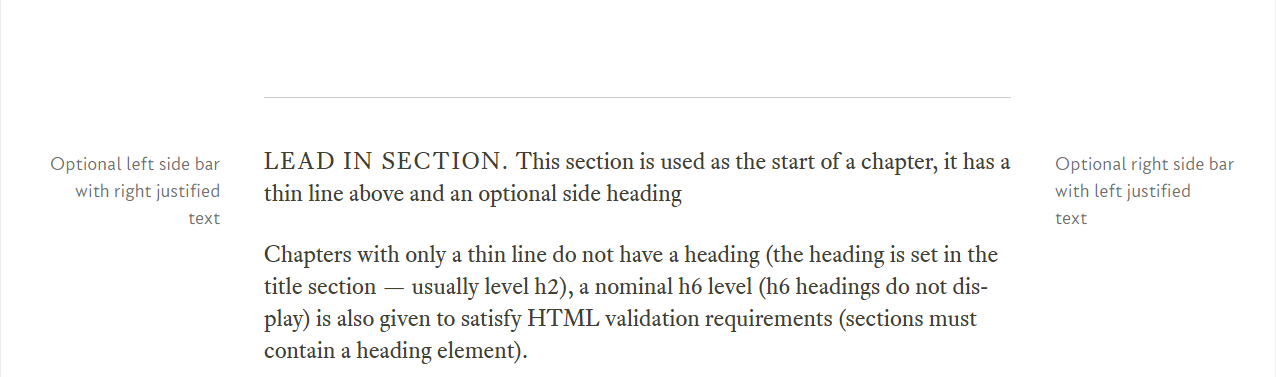 Optional left side bar
with right justified
text
LEAD IN SECTION. This section is used as the start of a chapter, it has a
thin line above and an optional side heading
Chapters with only a thin line do not have a heading (the heading is set in the
title section — usually level h2), a nominal h6 level (h6 headings do not dis-
play) is also given to satisfy HTML validation requirements (sections must
contain a heading element).
Optional right side bar
with left justified
text